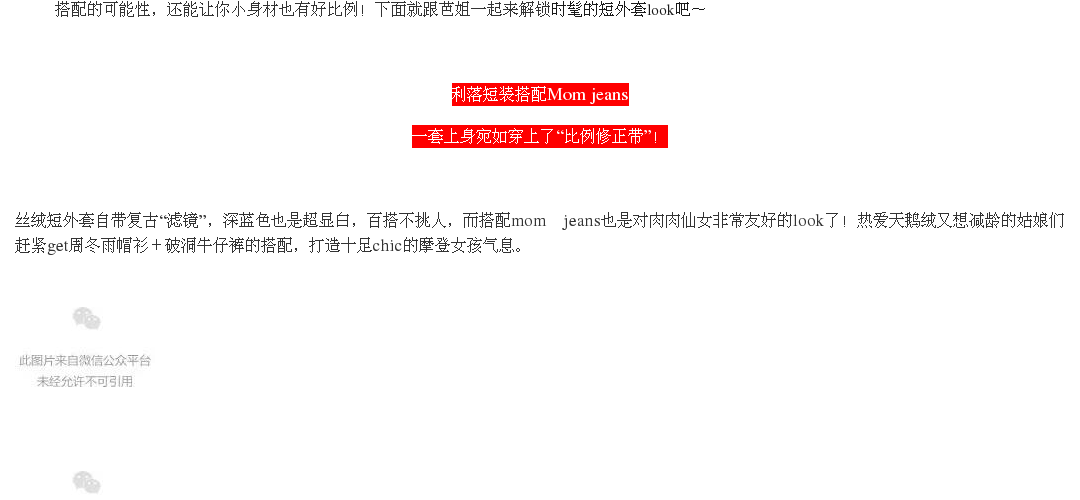 搭配的可能性，还能让你小身材也有好比例！下面就跟芭姐一起来解锁时髦的短外套look吧～
利落短装搭配Mom jeans
一套上身宛如穿上了“比例修正带”！
丝绒短外套自带复古“滤镜”，深蓝色也是超显白，百搭不挑人，而搭配mom jeans也是对肉肉仙女非常友好的look了！热爱天鹅绒又想减龄的姑娘们
赶紧get周冬雨帽衫＋破洞牛仔裤的搭配，打造十足chic的摩登女孩气息。
此图片来自微信公众平台
未经允许不可引用